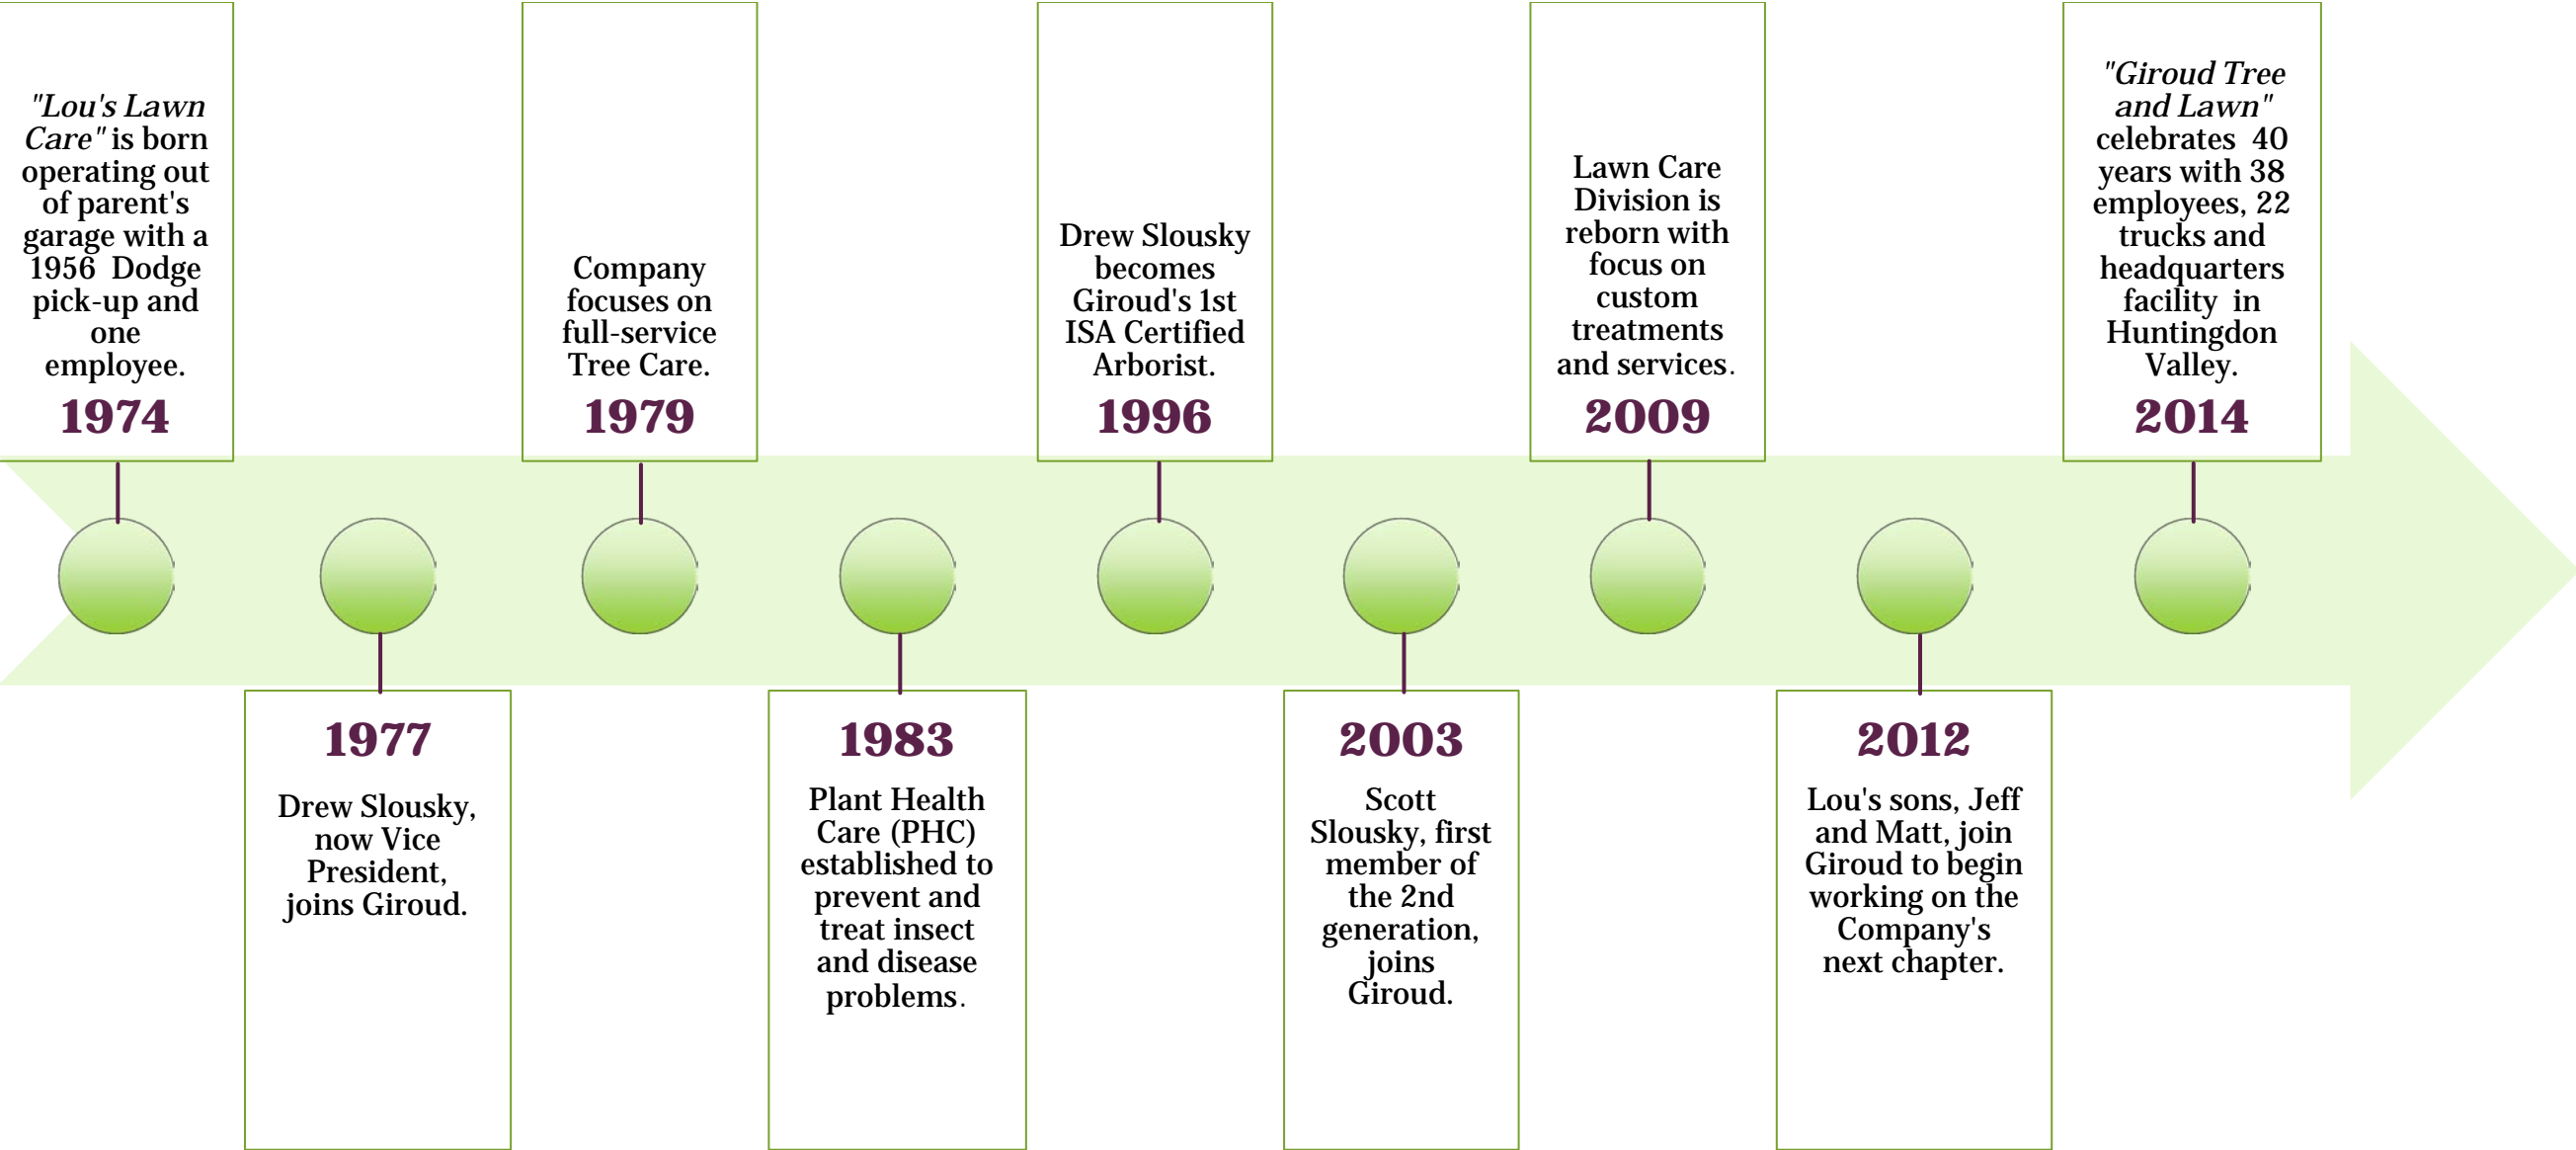 "Lou's Lawn
Care" is born
operating out
of parent's
garage with a
1956 Dodge
pick-up and
one
employee.
1974
1977
Drew Slousky,
now Vice
President,
joins Giroud.
Company
focuses on
full-service
Tree Care.
1979
1983
Plant Health
Care (PHC)
established to
prevent and
treat insect
and disease
problems.
Drew Slousky
becomes
Giroud's 1st
ISA Certified
Arborist.
1996
2003
Scott
Slousky, first
member of
the 2nd
generation,
joins
Giroud.
Lawn Care
Division is
reborn with
focus on
custom
treatments
and services.
2009
2012
Lou's sons, Jeff
and Matt, join
Giroud to begin
working on the
Company's
next chapter.
"Giroud Tree
and Lawn"
celebrates 40
years with 38
employees, 22
trucks and
headquarters
facility in
Huntingdon
Valley.
2014